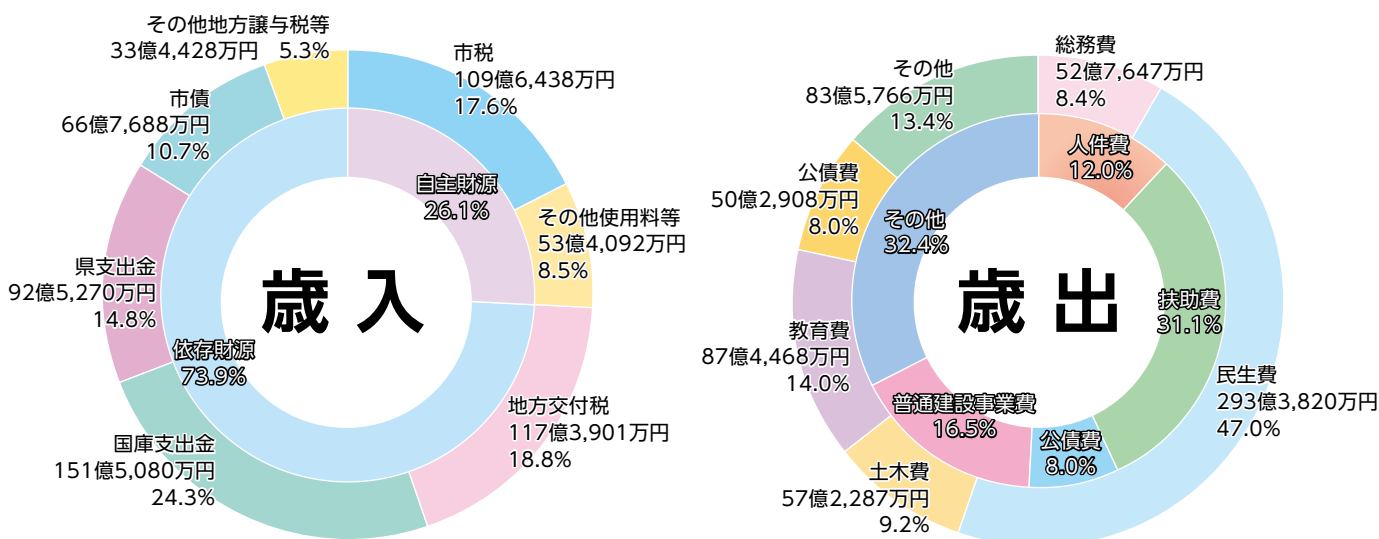 その他地方譲与税等
33億4,428万円 5.3%
市税
109億6,438万円
17.6%
市債
66億7,688万円
10.7%
自主財源
26.1%
その他使用料等
53億4,092万円
8.5%
県支出金
92億5,270万円
14.8%
歳入
依存財源
73.9%
地方交付税
117億3,901万円
18.8%
国庫支出金
151億5,080万円
24.3%
総務費
52億7,647万円
8.4%
その他
83億5,766万円
13.4%
人件費
12.0%
公債費
50億2,908万円
8.0%
その他
32.4%
歳出
扶助費
31.1%
教育費
87億4,468万円
14.0%
民生費
293億3,820万円
47.0%
普通建設事業費
16.5%
公債費
8.0%
土木費
57億2,287万円
9.2%